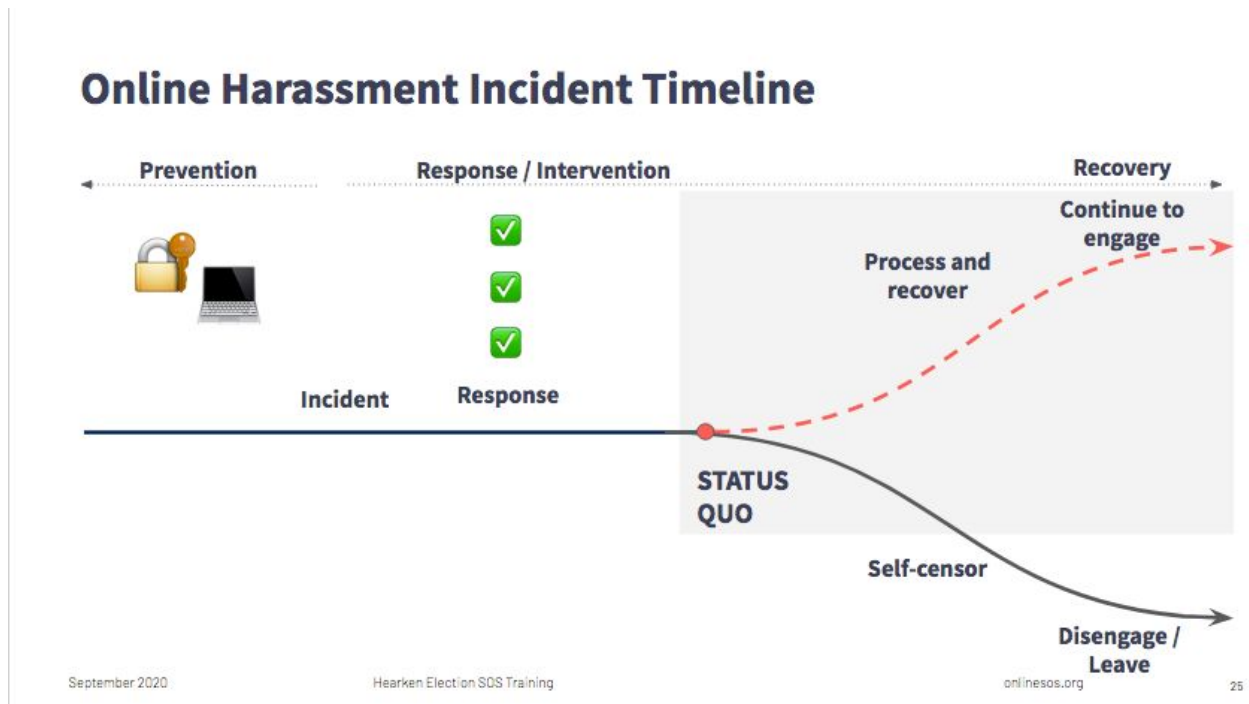 Online Harassment Incident Timeline
Prevention
Response / Intervention
Recovery
Continue to
engage
Process and
recover
Incident
Response
STATUS
QUO
Self-censor
Disengage /
Leave
September 2020
Hearken Election SOS Training
onlinesos.org
25